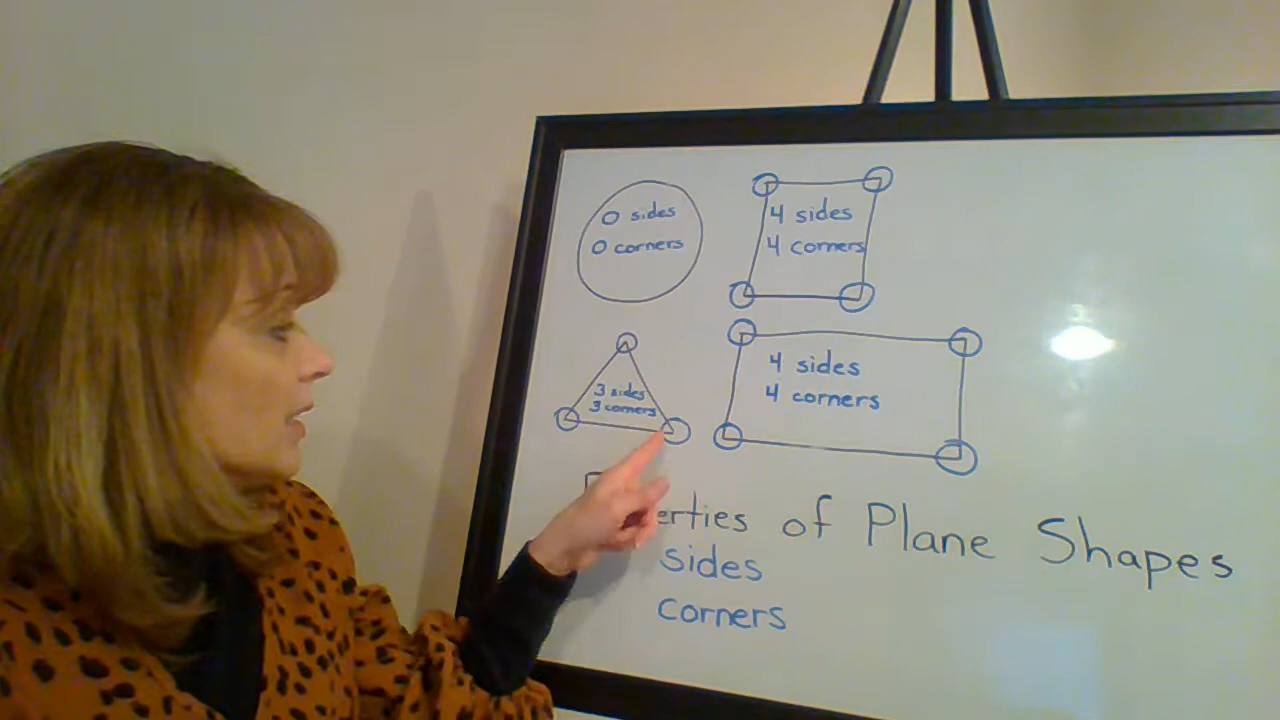 0 sides
0 corners
4 sides
4 corners
3 sides
3 corners
4 sides
4 corners
erties of Plane Shapes
sides
corners